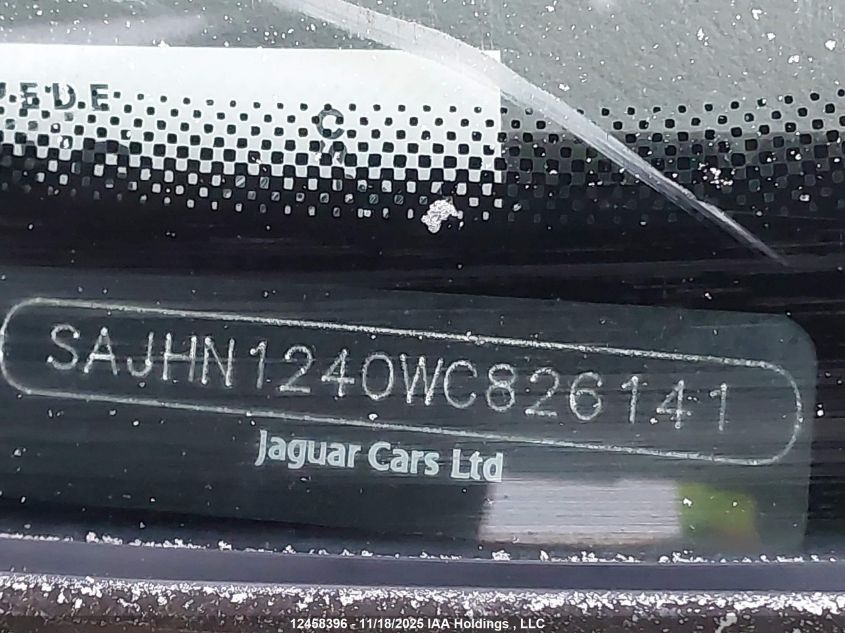 SAJHN1240WC826141
Jaguar Cars Ltd
12458396 - 11/18/2025 IAA Holdings , LLC